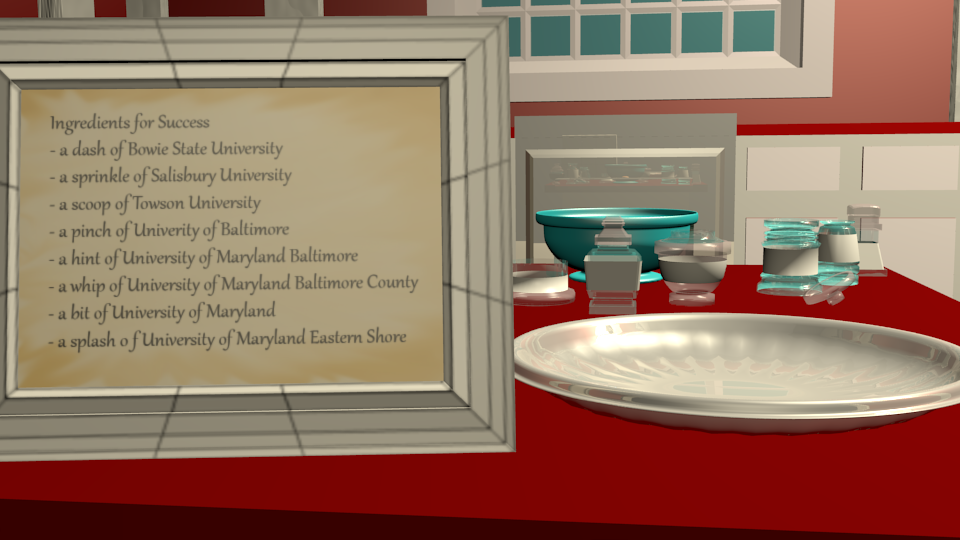 Ingredients for Success
- a dash of Bowie State University
- a sprinkle of Salisbury University
- a scoop of Towson University
- a pinch of Univerity of Baltimore
- a hint of University of Maryland Baltimore
- a whip of University of Maryland Baltimore County
- a bit of University of Maryland
- a splash o f University of Maryland Eastern Shore